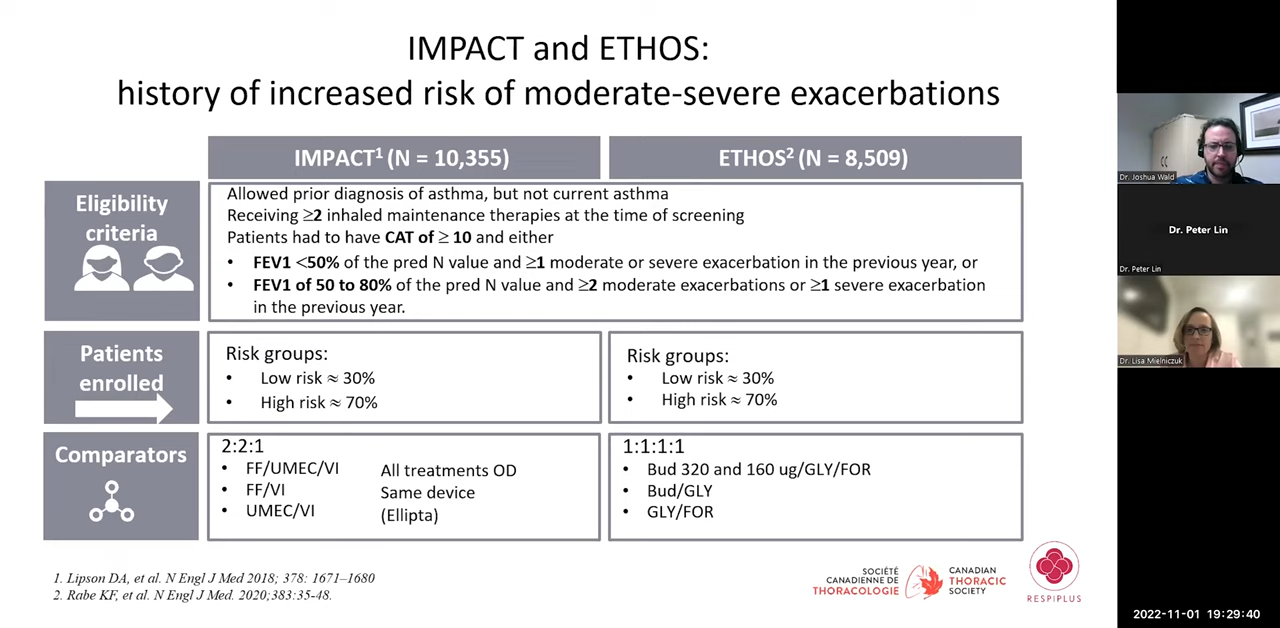 IMPACT and ETHOS:
history of increased risk of moderate-severe exacerbations
IMPACT¹ (N = 10,355)
ETHOS² (N = 8,509)
Eligibility
criteria
Allowed prior diagnosis of asthma, but not current asthma
Receiving ≥2 inhaled maintenance therapies at the time of screening
Patients had to have CAT of ≥ 10 and either
• FEV1 <50% of the pred N value and ≥1 moderate or severe exacerbation in the previous year, or
• FEV1 of 50 to 80% of the pred N value and ≥2 moderate exacerbations or ≥1 severe exacerbation
in the previous year.
Patients
enrolled
Risk groups:
• Low risk ≈ 30%
• High risk ≈ 70%
Risk groups:
• Low risk ≈ 30%
• High risk ≈ 70%
Comparators
2:2:1
• FF/UMEC/VI
• FF/VI
• UMEC/VI
All treatments OD
Same device
(Ellipta)
1:1:1:1
• Bud 320 and 160 ug/GLY/FOR
• Bud/GLY
• GLY/FOR
1. Lipson DA, et al. N Engl J Med 2018; 378: 1671–1680
2. Rabe KF, et al. N Engl J Med. 2020;383:35-48.
SOCIÉTÉ
CANADIENNE DE
THORACOLOGIE
CANADIAN
THORACIC
SOCIETY
RESPIPLUS
Dr. Joshua Wald
Dr. Peter Lin
Dr. Peter Lin
Dr. Lisa Mielniczuk
2022-11-01 19:29:40